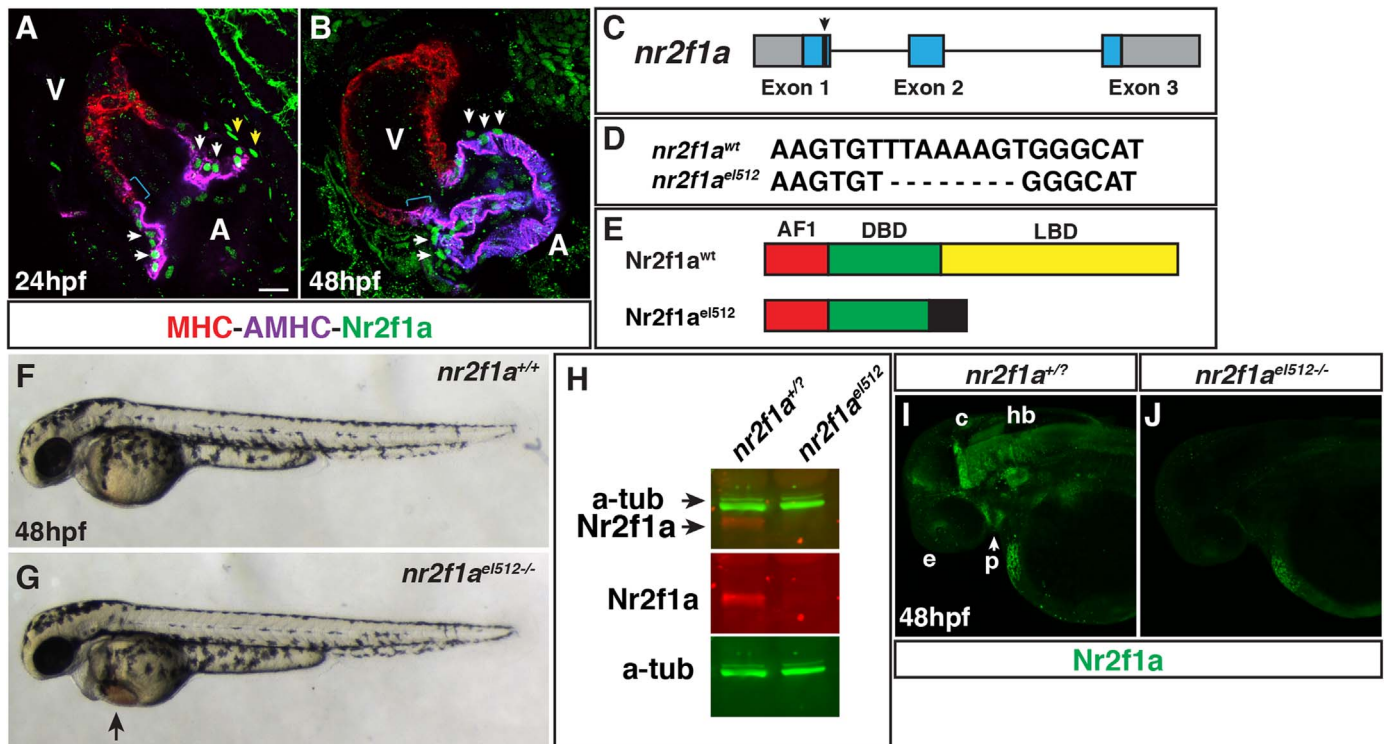 A
V
A
24hpf
B
V
A
48hpf
MHC-AMHC-Nr2f1a
C
nr2f1a
Exon 1 Exon 2 Exon 3
D
nr2f1a^wt AAGTGTTTAAAAGTGGGCAT
nr2f1a^el512 AAGTGT - - - - - - - - GGGCAT
E
AF1 DBD LBD
Nr2f1a^wt
Nr2f1a^el512
F
nr2f1a^+/+
48hpf
G
nr2f1a^el512-/-
H
nr2f1a^+/?
nr2f1a^el512
a-tub
Nr2f1a
Nr2f1a
a-tub
nr2f1a^+/? nr2f1a^el512-/-
I
c hb
e p
48hpf
J
Nr2f1a